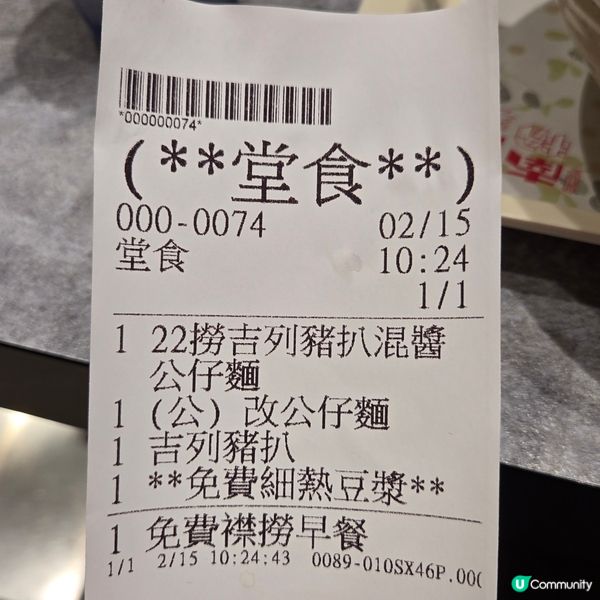 *000000074*
(**堂食**)
000-0074 02/15
堂食 10:24
1/1
1 22撈吉列豬扒混醬
公仔麵
1 (公) 改公仔麵
1 吉列豬扒
1 **免費細熱豆漿**
1 免費襟撈早餐
1/1 2/15 10:24:43 0089-010SX46P.00
U Community